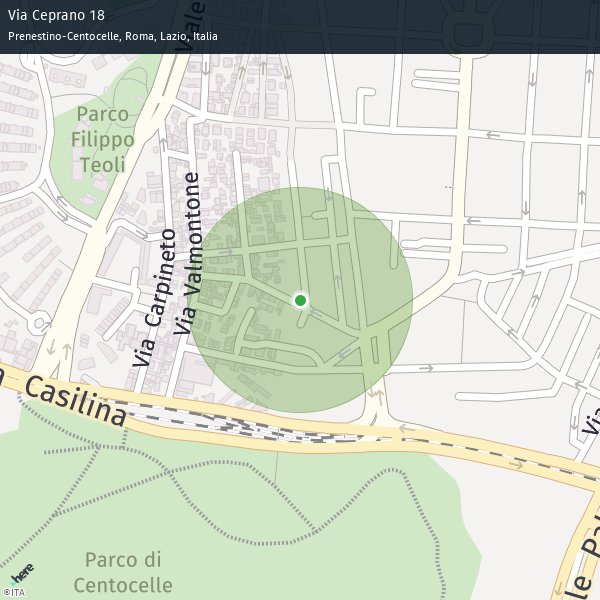 Via Ceprano 18
Prenestino-Centocelle, Roma, Lazio, Italia
Vale
Parco
Filippo
Teoli
Via Carpineto
Via Valmontone
Casilina
Via
le Pal
Parco di
Centocelle
here
©ITA